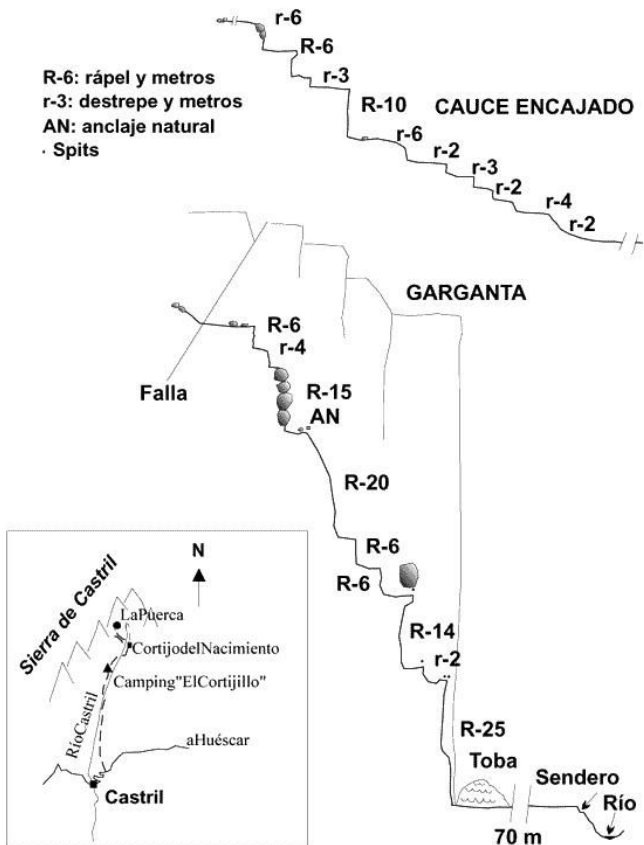 r-6
R-6
R-6: rápel y metros
r-3: destrepe y metros
AN: anclaje natural
· Spits
r-3
R-10
CAUCE ENCAJADO
r-6
r-2
r-3
r-2
r-4
r-2
GARGANTA
R-6
r-4
Falla
R-15
AN
R-20
R-6
R-6
R-14
r-2
R-25
Toba
Sendero
Río
70 m
N
Sierra de Castril
LaPuerca
CortijodelNacimiento
Camping"ElCortijillo"
RíoCastril
aHuéscar
Castril